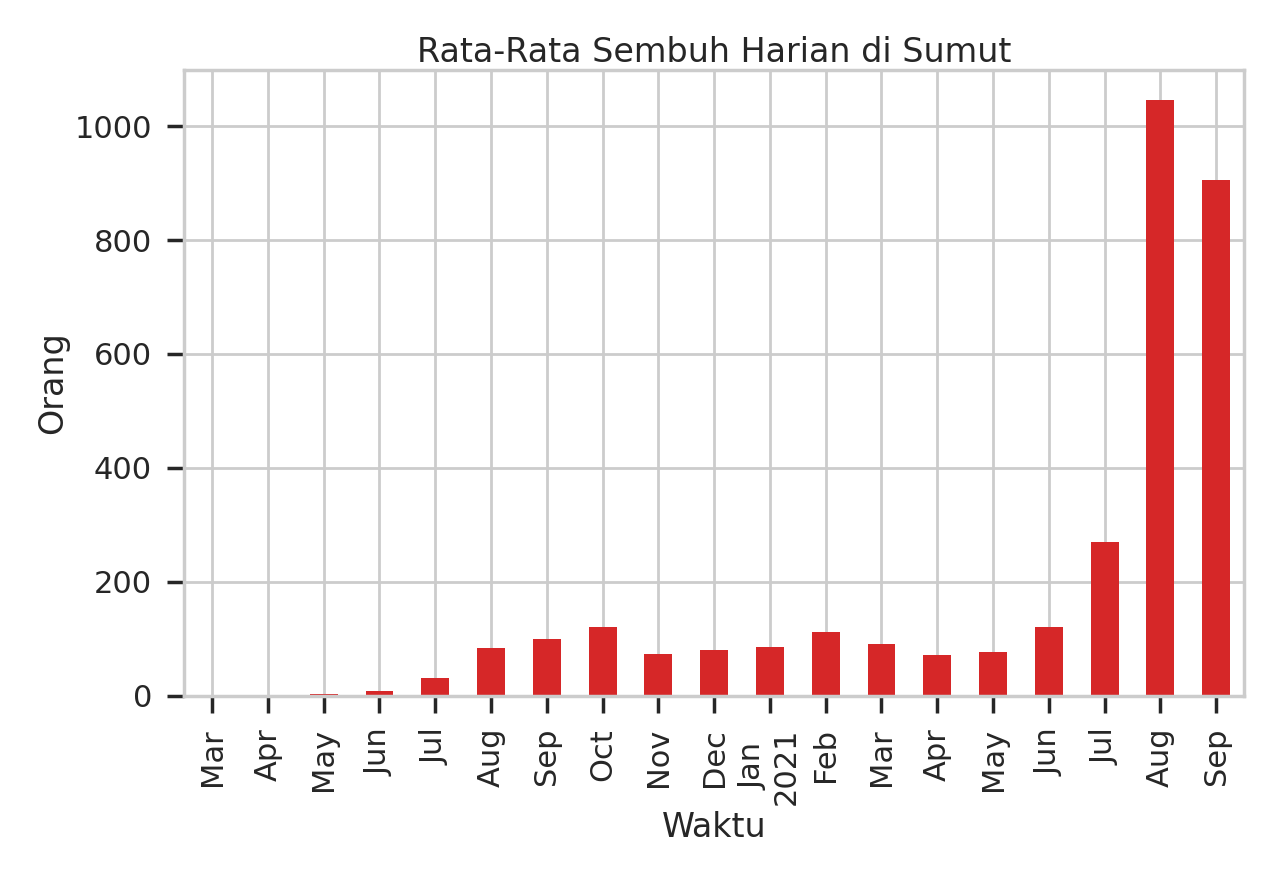 Rata-Rata Sembuh Harian di Sumut
Orang
1000
800
600
400
200
0
Mar
Apr
May
Jun
Jul
Aug
Sep
Oct
Nov
Dec
Jan
2021
Feb
Mar
Apr
May
Jun
Jul
Aug
Sep
Waktu